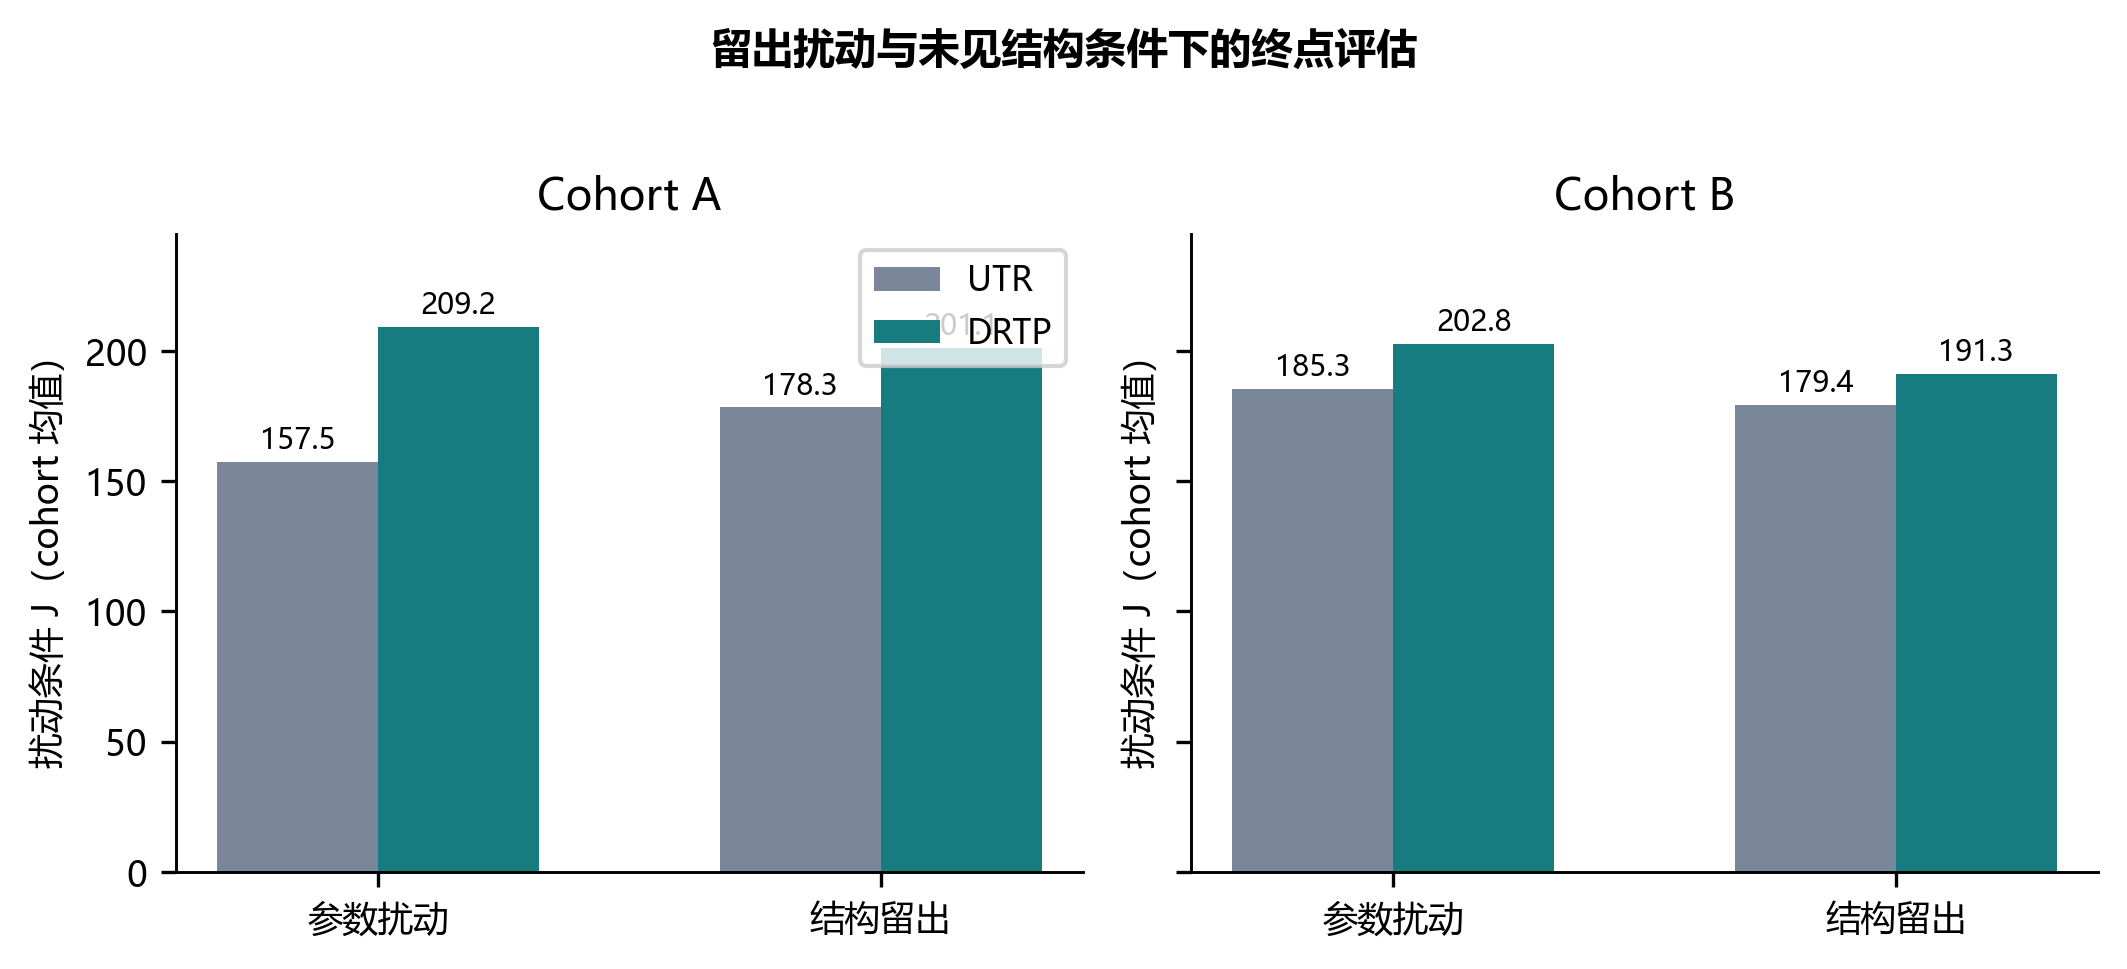 留出扰动与未见结构条件下的终点评估
Cohort A
扰动条件 J（cohort 均值）
200
150
100
50
0
157.5
209.2
178.3
201.1
UTR
DRTP
参数扰动
结构留出
Cohort B
扰动条件 J（cohort 均值）
185.3
202.8
179.4
191.3
参数扰动
结构留出